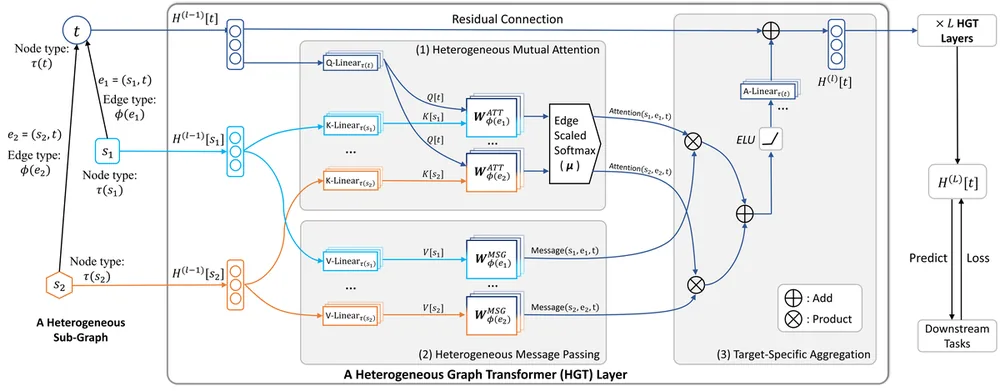 t
Node type:
τ(t)
e₁ = (s₁, t)
Edge type:
ϕ(e₁)
e₂ = (s₂, t)
Edge type:
ϕ(e₂)
s₁
Node type:
τ(s₁)
Node type:
τ(s₂)
s₂
A Heterogeneous
Sub-Graph
H⁽ˡ⁻¹⁾[t]
H⁽ˡ⁻¹⁾[s₁]
H⁽ˡ⁻¹⁾[s₂]
Residual Connection
(1) Heterogeneous Mutual Attention
Q-Linear_τ(t)
K-Linear_τ(s₁)
...
K-Linear_τ(s₂)
Q[t]
K[s₁]
Q[t]
K[s₂]
W^ATT_ϕ(e₁)
...
W^ATT_ϕ(e₂)
Edge
Scaled
Softmax
( μ )
Attention(s₁, e₁, t)
Attention(s₂, e₂, t)
V-Linear_τ(s₁)
...
V-Linear_τ(s₂)
V[s₁]
V[s₂]
W^MSG_ϕ(e₁)
...
W^MSG_ϕ(e₂)
Message(s₁, e₁, t)
Message(s₂, e₂, t)
(2) Heterogeneous Message Passing
H⁽ˡ⁾[t]
A-Linear_τ(t)
...
ELU
: Add
: Product
(3) Target-Specific Aggregation
A Heterogeneous Graph Transformer (HGT) Layer
× L HGT
Layers
H⁽ᴸ⁾[t]
Predict
Loss
Downstream
Tasks